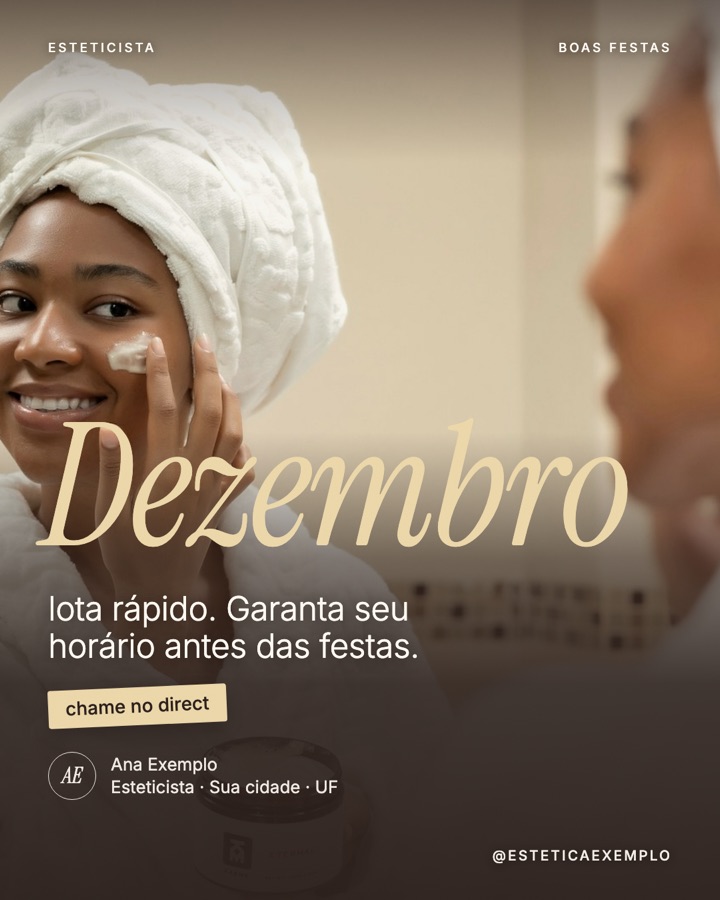 ESTETICISTA
BOAS FESTAS
Dezembro
lota rápido. Garanta seu
horário antes das festas.
chame no direct
AE
Ana Exemplo
Esteticista · Sua cidade · UF
@ESTETICAEXEMPLO